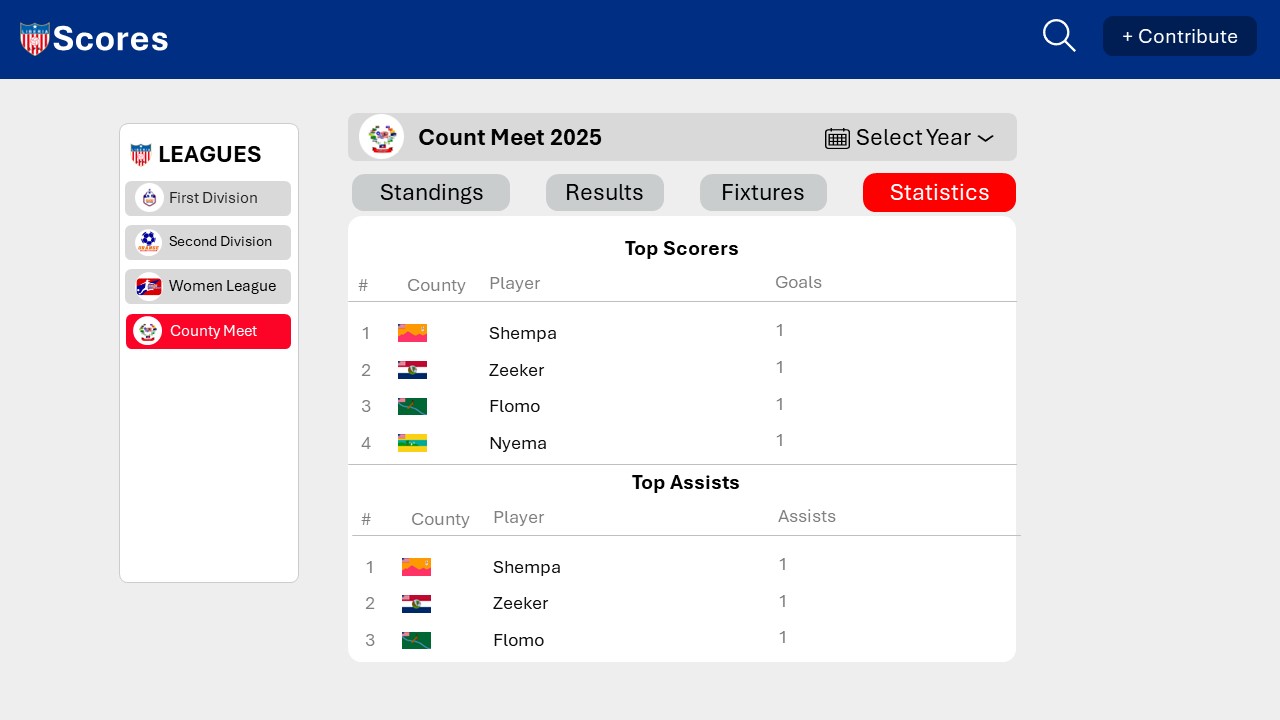 LIBERIA
Scores
+ Contribute
LEAGUES
First Division
Second Division
Women League
County Meet
Count Meet 2025
Select Year
Standings
Results
Fixtures
Statistics
Top Scorers
# County Player Goals
1 Shempa 1
2 Zeeker 1
3 Flomo 1
4 Nyema 1
Top Assists
# County Player Assists
1 Shempa 1
2 Zeeker 1
3 Flomo 1